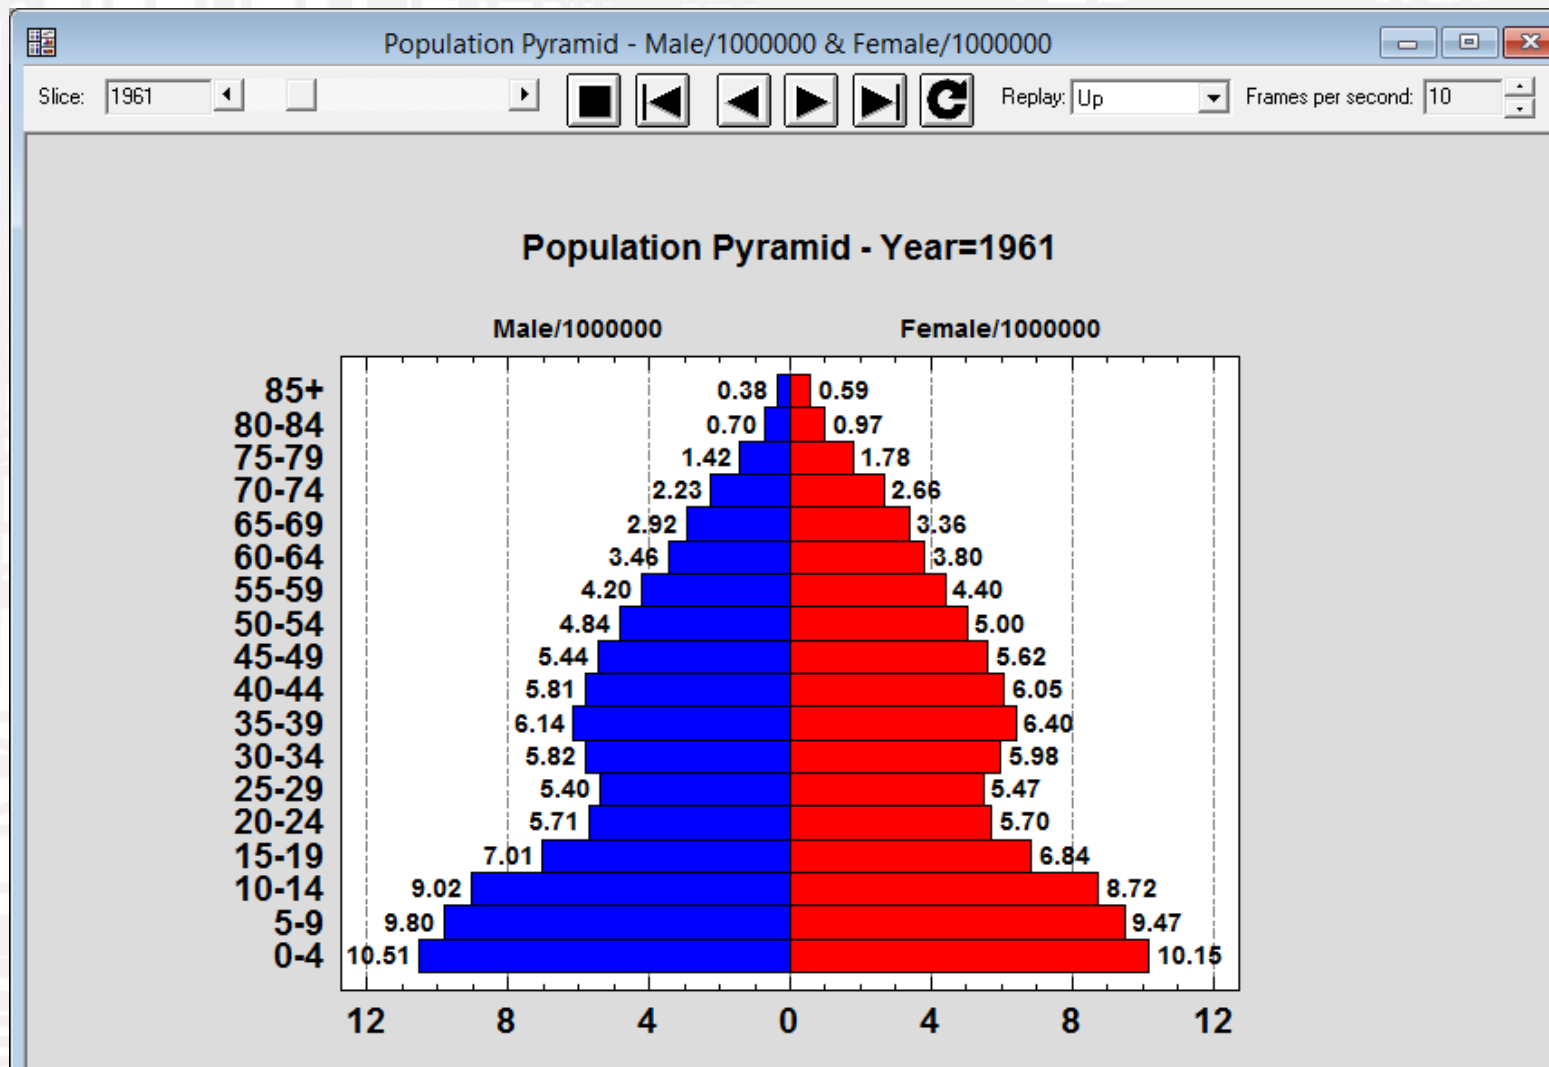 Population Pyramid - Male/1000000 & Female/1000000
Slice: 1961 Replay: Up Frames per second: 10
Population Pyramid - Year=1961
Male/1000000 Female/1000000
85+ 0.38 0.59
80-84 0.70 0.97
75-79 1.42 1.78
70-74 2.23 2.66
65-69 2.92 3.36
60-64 3.46 3.80
55-59 4.20 4.40
50-54 4.84 5.00
45-49 5.44 5.62
40-44 5.81 6.05
35-39 6.14 6.40
30-34 5.82 5.98
25-29 5.40 5.47
20-24 5.71 5.70
15-19 7.01 6.84
10-14 9.02 8.72
5-9 9.80 9.47
0-4 10.51 10.15
12 8 4 0 4 8 12